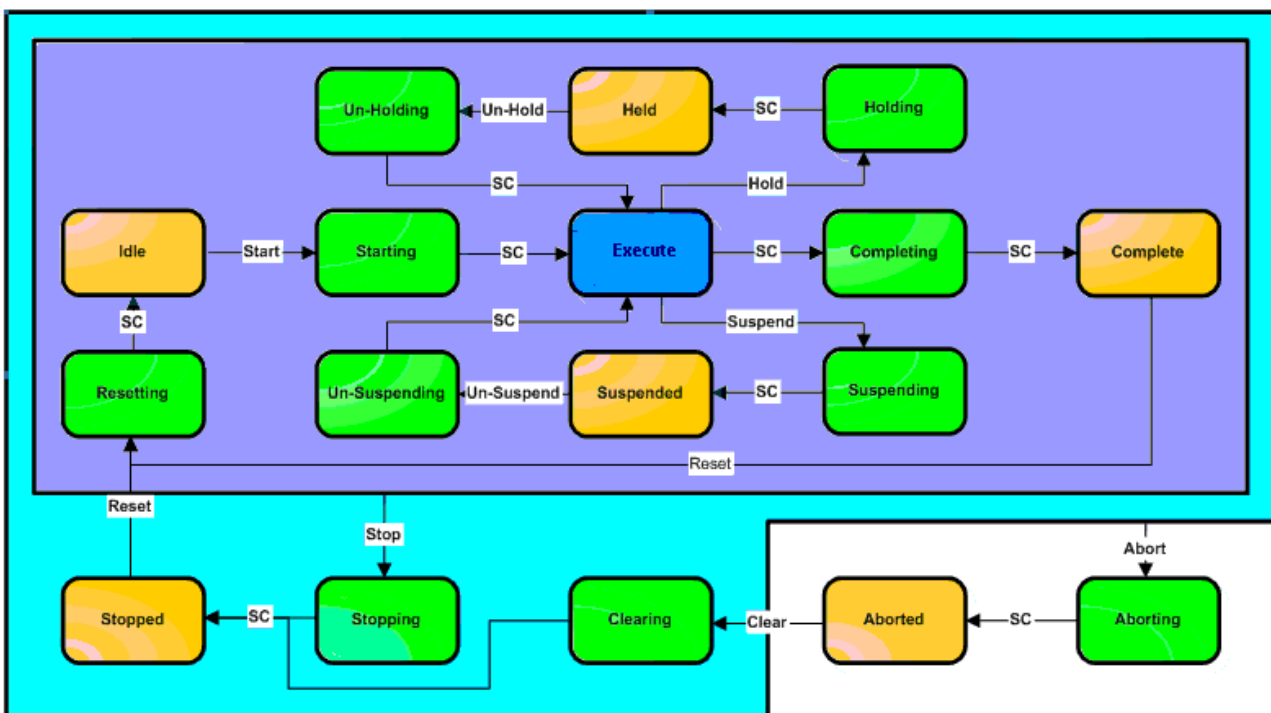 Un-Holding
Un-Hold
Held
SC
Holding
SC
Hold
Idle
Start
Starting
SC
Execute
SC
Completing
SC
Complete
SC
SC
Suspend
Resetting
Un-Suspending
Un-Suspend
Suspended
SC
Suspending
Reset
Reset
Stop
Abort
Stopped
SC
Stopping
Clearing
Clear
Aborted
SC
Aborting